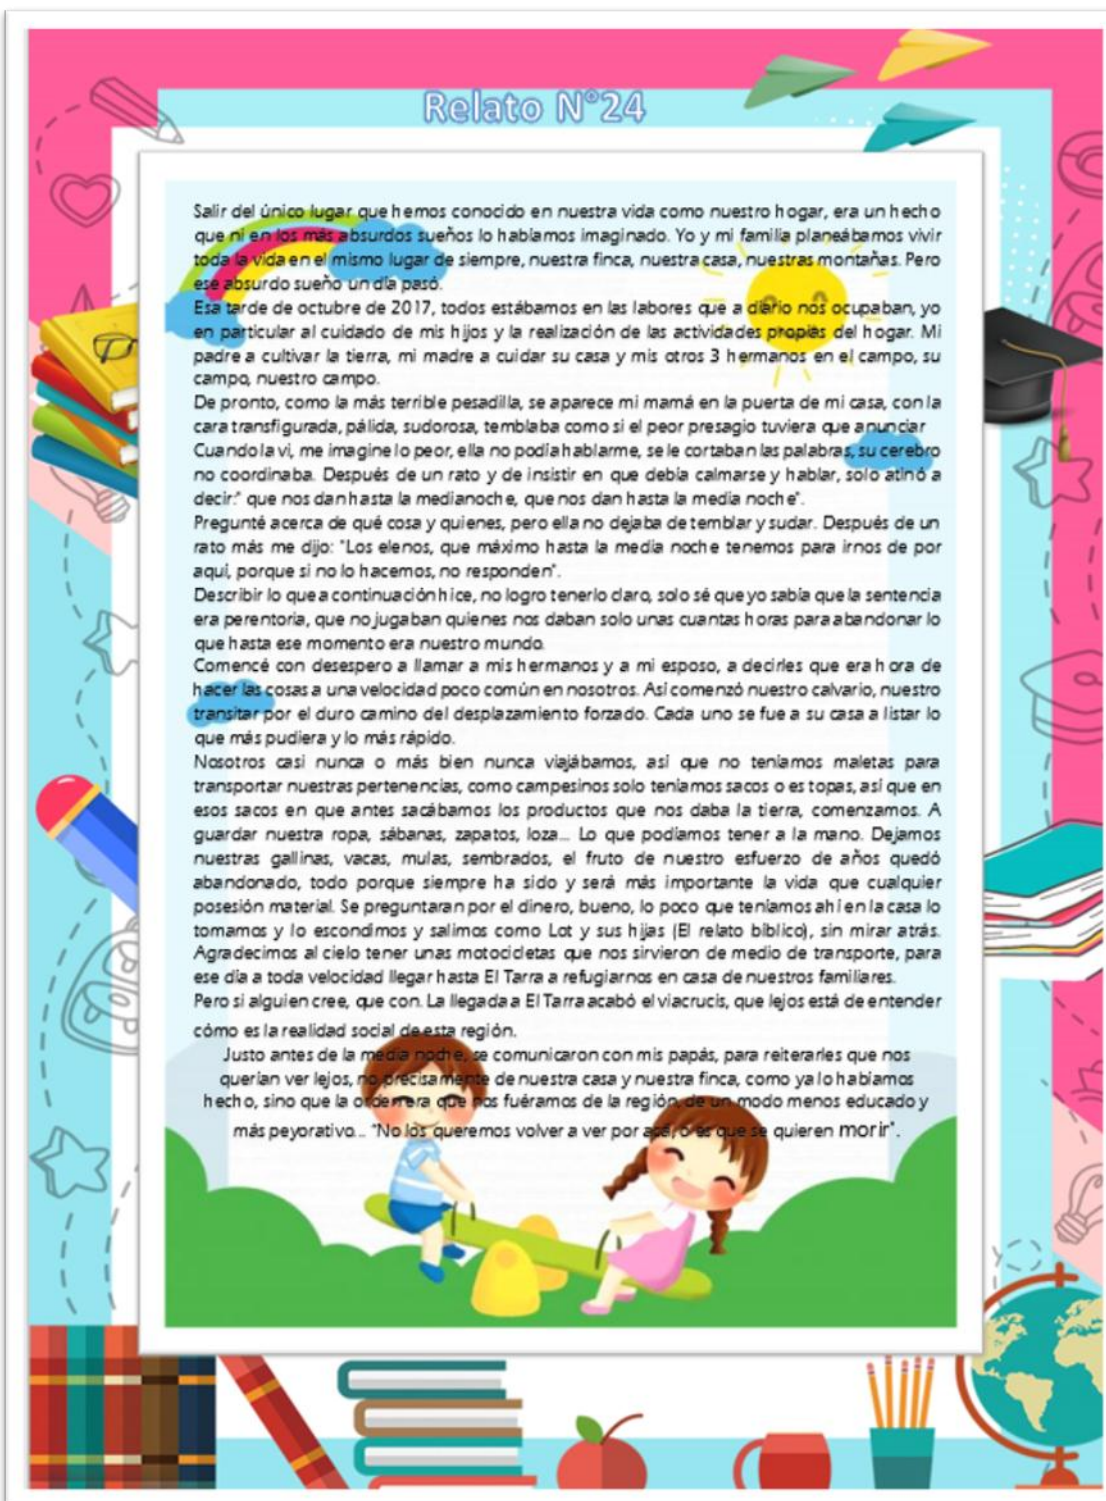 Relato N°24
Salir del único lugar que hemos conocido en nuestra vida como nuestro hogar, era un hecho
que ni en los más absurdos sueños lo habíamos imaginado. Yo y mi familia planeábamos vivir
toda la vida en el mismo lugar de siempre, nuestra finca, nuestra casa, nuestras montañas. Pero
ese absurdo sueño un día pasó.
Esa tarde de octubre de 2017, todos estábamos en las labores que a diario nos ocupaban, yo
en particular al cuidado de mis hijos y la realización de las actividades propias del hogar. Mi
padre a cultivar la tierra, mi madre a cuidar su casa y mis otros 3 hermanos en el campo, su
campo, nuestro campo.
De pronto, como la más terrible pesadilla, se aparece mi mamá en la puerta de mi casa, con la
cara transfigurada, pálida, sudorosa, temblaba como si el peor presagio tuviera que anunciar
Cuando la vi, me imagine lo peor, ella no podía hablarme, se le cortaban las palabras, su cerebro
no coordinaba. Después de un rato y de insistir en que debía calmarse y hablar, solo atinó a
decir:" que nos dan hasta la medianoche, que nos dan hasta la media noche".
Pregunté acerca de qué cosa y quienes, pero ella no dejaba de temblar y sudar. Después de un
rato más me dijo: "Los elenos, que máximo hasta la media noche tenemos para irnos de por
aquí, porque si no lo hacemos, no responden".
Describir lo que a continuación hice, no logro tenerlo claro, solo sé que yo sabía que la sentencia
era perentoria, que no jugaban quienes nos daban solo unas cuantas horas para abandonar lo
que hasta ese momento era nuestro mundo.
Comencé con desespero a llamar a mis hermanos y a mi esposo, a decirles que era hora de
hacer las cosas a una velocidad poco común en nosotros. Así comenzó nuestro calvario, nuestro
transitar por el duro camino del desplazamiento forzado. Cada uno se fue a su casa a listar lo
que más pudiera y lo más rápido.
Nosotros casi nunca o más bien nunca viajábamos, así que no teníamos maletas para
transportar nuestras pertenencias, como campesinos solo teníamos sacos o estopas, así que en
esos sacos en que antes sacábamos los productos que nos daba la tierra, comenzamos. A
guardar nuestra ropa, sábanas, zapatos, loza... Lo que podíamos tener a la mano. Dejamos
nuestras gallinas, vacas, mulas, sembrados, el fruto de nuestro esfuerzo de años quedó
abandonado, todo porque siempre ha sido y será más importante la vida que cualquier
posesión material. Se preguntaran por el dinero, bueno, lo poco que teníamos ahí en la casa lo
tomamos y lo escondimos y salimos como Lot y sus hijas (El relato bíblico), sin mirar atrás.
Agradecimos al cielo tener unas motocicletas que nos sirvieron de medio de transporte, para
ese día a toda velocidad llegar hasta El Tarra a refugiarnos en casa de nuestros familiares.
Pero si alguien cree, que con. La llegada a El Tarra acabó el viacrucis, que lejos está de entender
cómo es la realidad social de esta región.
Justo antes de la media noche, se comunicaron con mis papás, para reiterarles que nos
querían ver lejos, no precisamente de nuestra casa y nuestra finca, como ya lo habíamos
hecho, sino que la orden era que nos fuéramos de la región, de un modo menos educado y
más peyorativo... "No los queremos volver a ver por acá, o es que se quieren morir".